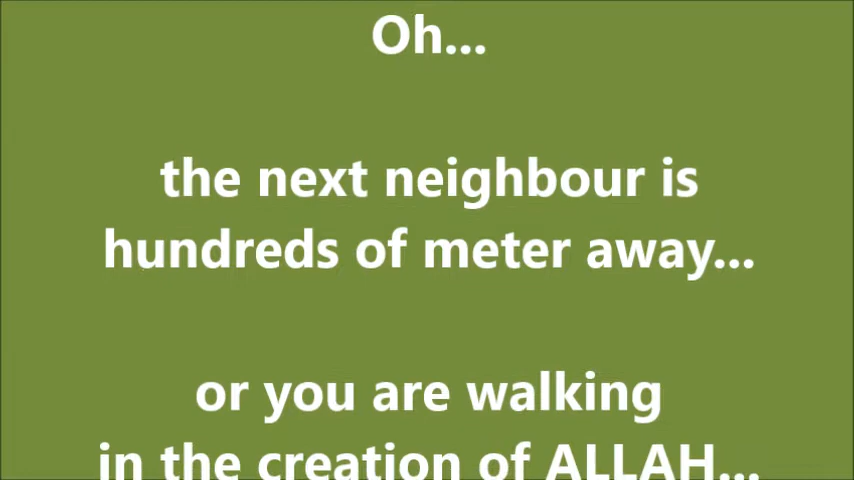 Oh...
the next neighbour is
hundreds of meter away...
or you are walking
in the creation of ALLAH...